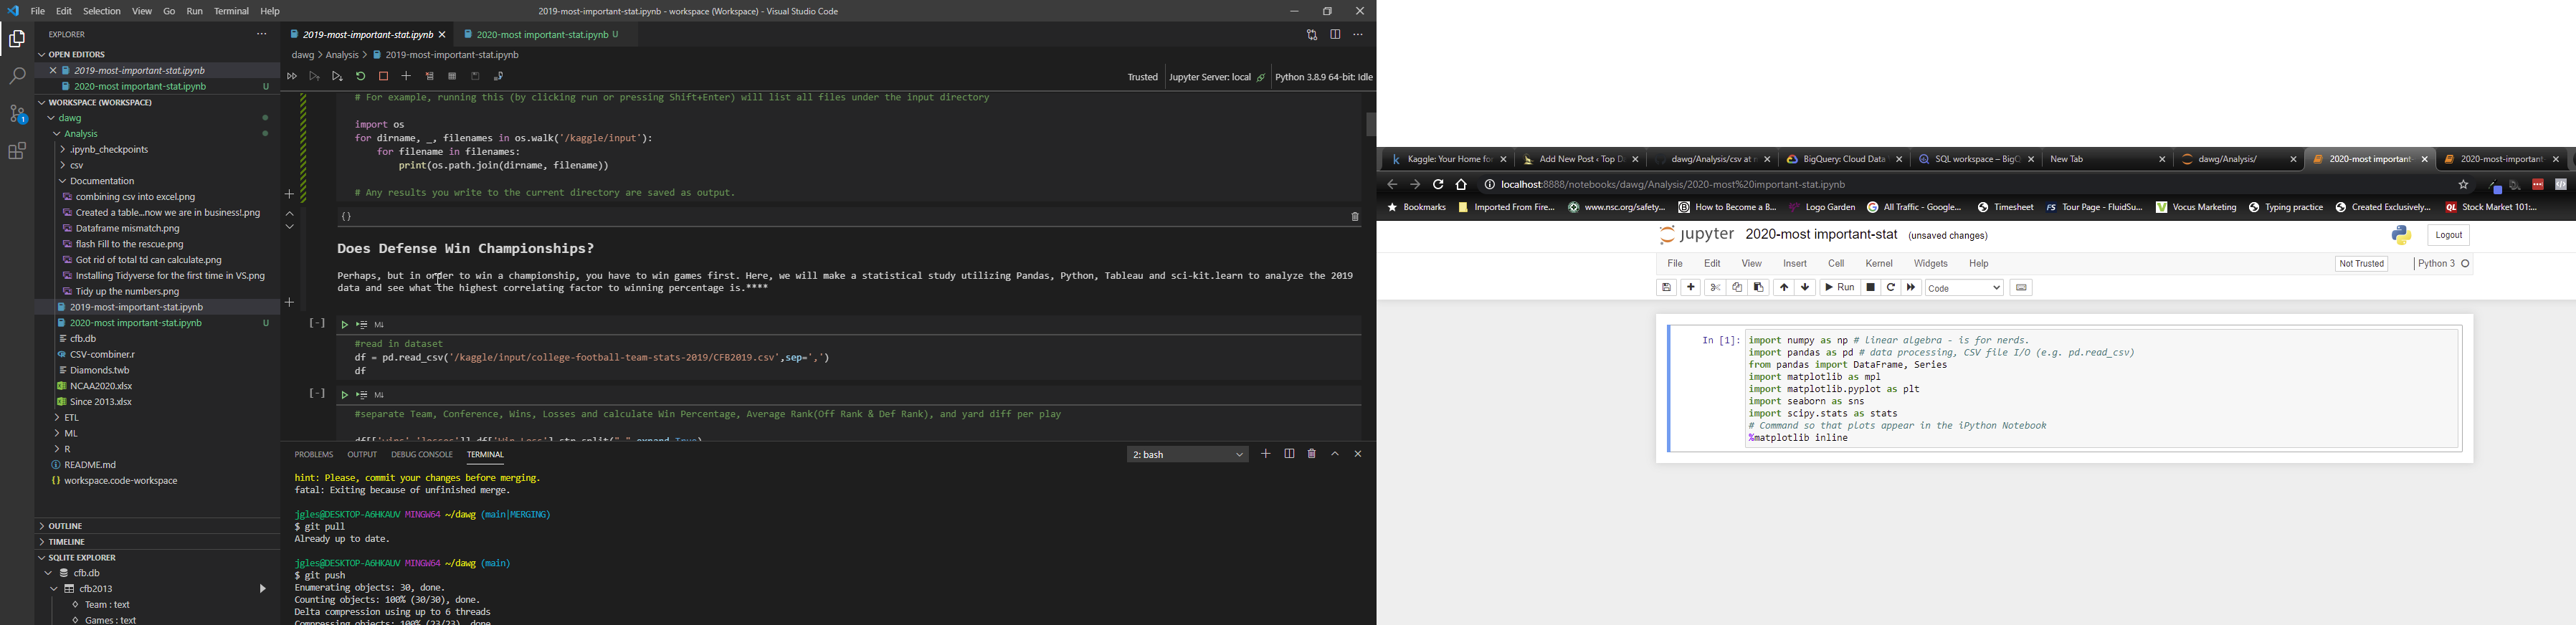 File Edit Selection View Go Run Terminal Help
2019-most-important-stat.ipynb - workspace (Workspace) - Visual Studio Code
EXPLORER
OPEN EDITORS
2019-most-important-stat.ipynb
2020-most important-stat.ipynb U
WORKSPACE (WORKSPACE)
dawg
Analysis
.ipynb_checkpoints
csv
Documentation
combining csv into excel.png
Created a table...now we are in business!.png
Dataframe mismatch.png
flash Fill to the rescue.png
Got rid of total td can calculate.png
Installing Tidyverse for the first time in VS.png
Tidy up the numbers.png
2019-most-important-stat.ipynb
2020-most important-stat.ipynb U
cfb.db
CSV-combiner.r
Diamonds.twb
NCAA2020.xlsx
Since 2013.xlsx
ETL
ML
R
README.md
workspace.code-workspace
OUTLINE
TIMELINE
SQLITE EXPLORER
cfb.db
cfb2013
Team : text
Games : text
1
2019-most-important-stat.ipynb
2020-most important-stat.ipynb U
dawg > Analysis > 2019-most-important-stat.ipynb
Trusted Jupyter Server: local Python 3.8.9 64-bit: Idle
# For example, running this (by clicking run or pressing Shift+Enter) will list all files under the input directory
import os
for dirname, _, filenames in os.walk('/kaggle/input'):
for filename in filenames:
print(os.path.join(dirname, filename))
# Any results you write to the current directory are saved as output.
{}
Does Defense Win Championships?
Perhaps, but in order to win a championship, you have to win games first. Here, we will make a statistical study utilizing Pandas, Python, Tableau and sci-kit.learn to analyze the 2019
data and see what the highest correlating factor to winning percentage is.****
[-] M↓
#read in dataset
df = pd.read_csv('/kaggle/input/college-football-team-stats-2019/CFB2019.csv',sep=',')
df
[-] M↓
#separate Team, Conference, Wins, Losses and calculate Win Percentage, Average Rank(Off Rank & Def Rank), and yard diff per play
PROBLEMS OUTPUT DEBUG CONSOLE TERMINAL
2: bash
hint: Please, commit your changes before merging.
fatal: Exiting because of unfinished merge.
jgles@DESKTOP-A6HKAUV MINGW64 ~/dawg (main|MERGING)
$ git pull
Already up to date.
jgles@DESKTOP-A6HKAUV MINGW64 ~/dawg (main)
$ git push
Enumerating objects: 30, done.
Counting objects: 100% (30/30), done.
Delta compression using up to 6 threads
Compressing objects: 100% (23/23), done.
Kaggle: Your Home fo
Add New Post ‹ Top D
dawg/Analysis/csv at
BigQuery: Cloud Data
SQL workspace – BigQ
New Tab
dawg/Analysis/
2020-most important-
2020-most-important-
localhost:8888/notebooks/dawg/Analysis/2020-most%20important-stat.ipynb
Bookmarks
Imported From Fire...
www.nsc.org/safety...
How to Become a B...
Logo Garden
All Traffic - Google...
Timesheet
FS Tour Page - FluidSu...
Vocus Marketing
Typing practice
Created Exclusively...
QL Stock Market 101:...
jupyter 2020-most important-stat (unsaved changes)
Logout
File Edit View Insert Cell Kernel Widgets Help
Not Trusted
Python 3
Run
Code
In [1]: import numpy as np # linear algebra - is for nerds.
import pandas as pd # data processing, CSV file I/O (e.g. pd.read_csv)
from pandas import DataFrame, Series
import matplotlib as mpl
import matplotlib.pyplot as plt
import seaborn as sns
import scipy.stats as stats
# Command so that plots appear in the iPython Notebook
%matplotlib inline